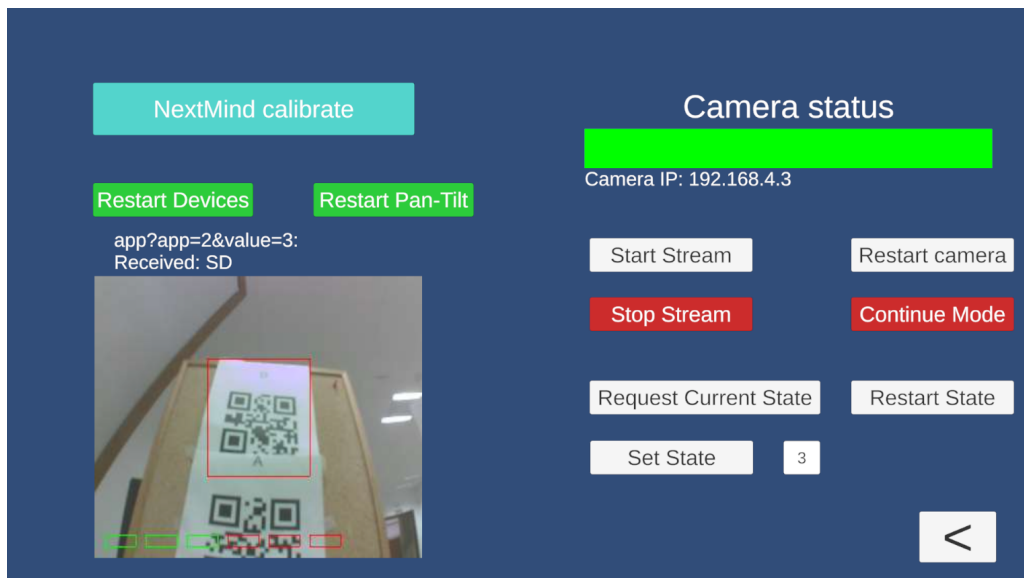 NextMind calibrate
Restart Devices
Restart Pan-Tilt
app?app=2&value=3:
Received: SD
A
Camera status
Camera IP: 192.168.4.3
Start Stream
Restart camera
Stop Stream
Continue Mode
Request Current State
Restart State
Set State
3
<